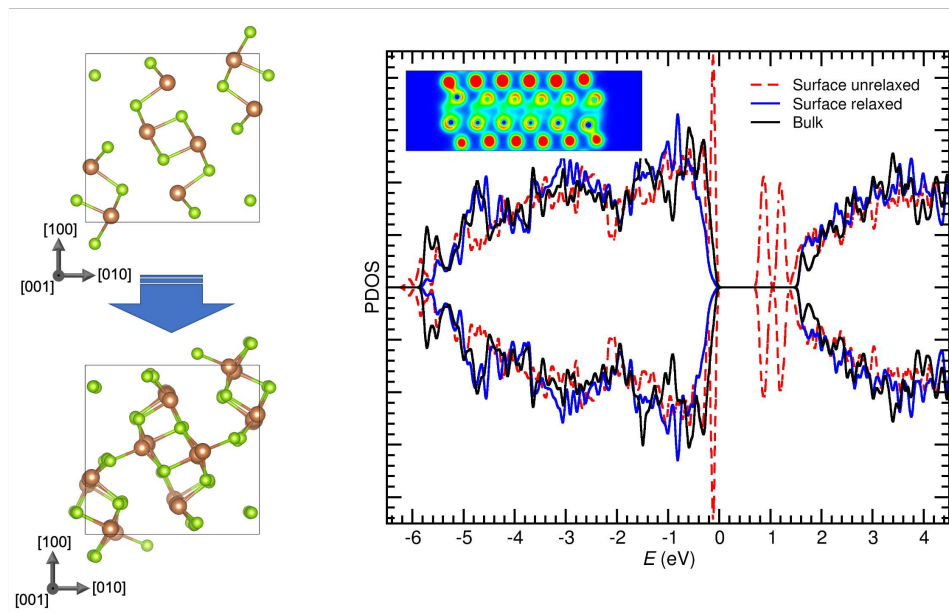 [100]
[010]
[001]
[100]
[010]
[001]
Surface unrelaxed
Surface relaxed
Bulk
PDOS
-6 -5 -4 -3 -2 -1 0 1 2 3 4
E (eV)